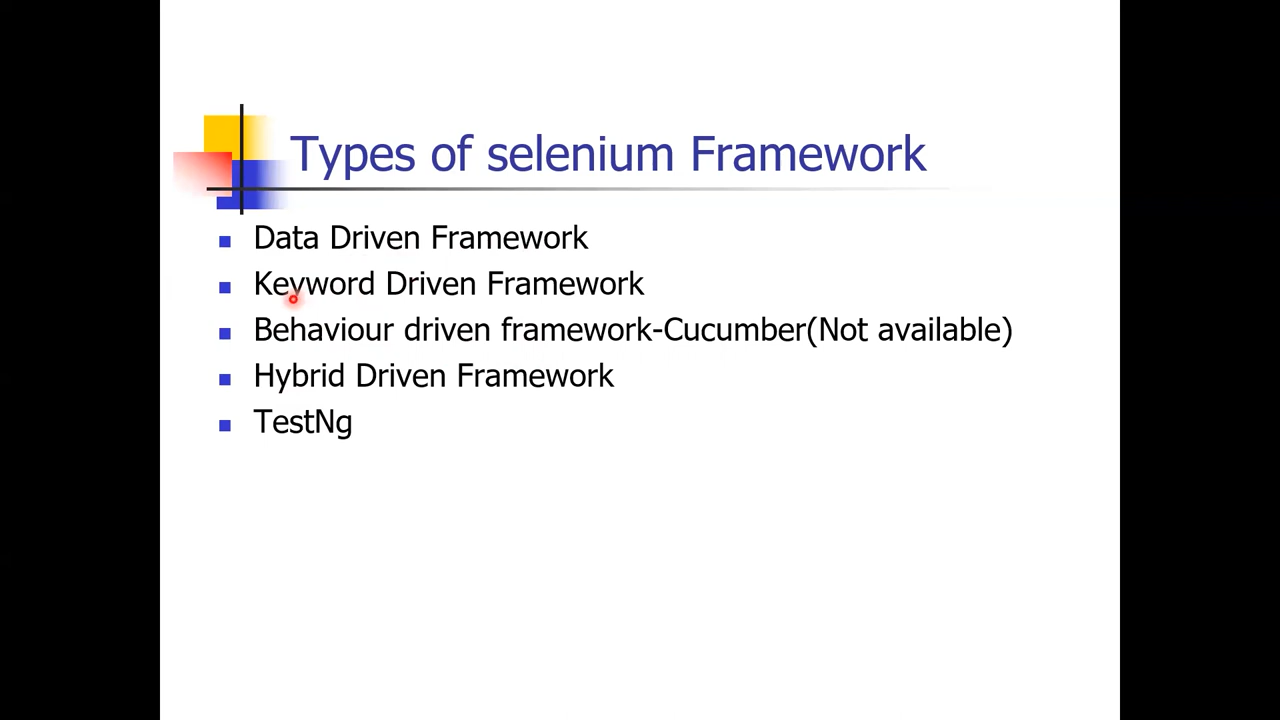 Types of selenium Framework
Data Driven Framework
Keyword Driven Framework
Behaviour driven framework-Cucumber(Not available)
Hybrid Driven Framework
TestNg